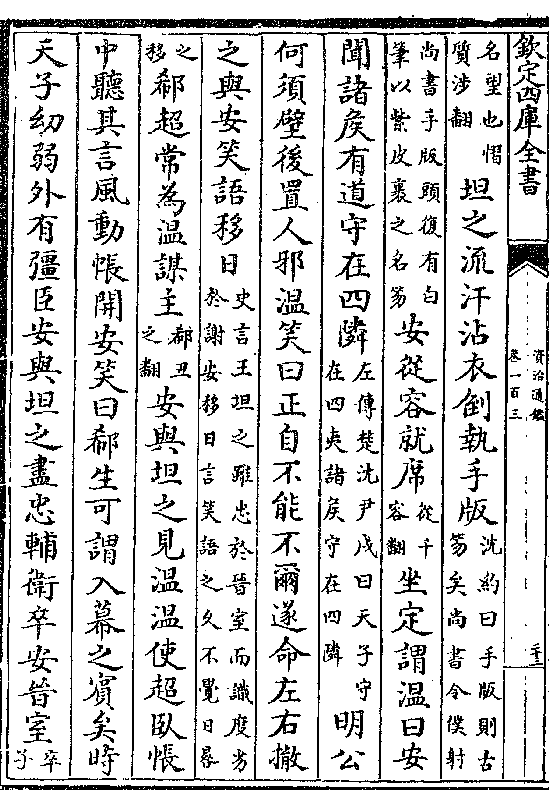 欽定四庫全書
資治通鑑
卷一百三
名望也慴
質涉翻
坦之流汗沾衣倒執手版
沈約曰手版則古
笏矣尚書令僕射
尚書手版頭復有白
筆以紫皮裹之名笏
安從容就席
從千
容翻
坐定謂溫曰安
聞諸侯有道守在四隣
左傳楚沈尹戌曰天子守
在四夷諸侯守在四隣
明公
何須壁後置人邪溫笑曰正自不能不爾遂命左右撤
之與安笑語移日
史言王坦之雖忠於晉室而識度劣
於謝安移日言笑語之久不覺日晷
之
移
郗超常為溫謀主
郗丑
之翻
安與坦之見溫溫使超臥帳
中聽其言風動帳開安笑曰郗生可謂入幕之賓矣時
天子幼弱外有彊臣安與坦之盡忠輔衛卒安晉室
卒
子